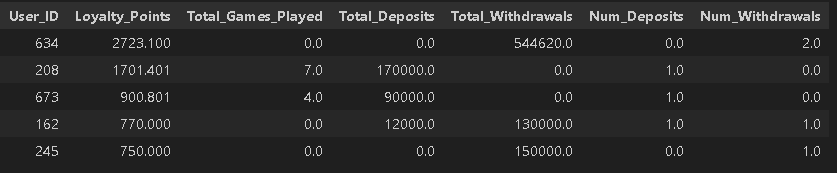 User_ID Loyalty_Points Total_Games_Played Total_Deposits Total_Withdrawals Num_Deposits Num_Withdrawals
634 2723.100 0.0 0.0 544620.0 0.0 2.0
208 1701.401 7.0 170000.0 0.0 1.0 0.0
673 900.801 4.0 90000.0 0.0 1.0 0.0
162 770.000 0.0 12000.0 130000.0 1.0 1.0
245 750.000 0.0 0.0 150000.0 0.0 1.0